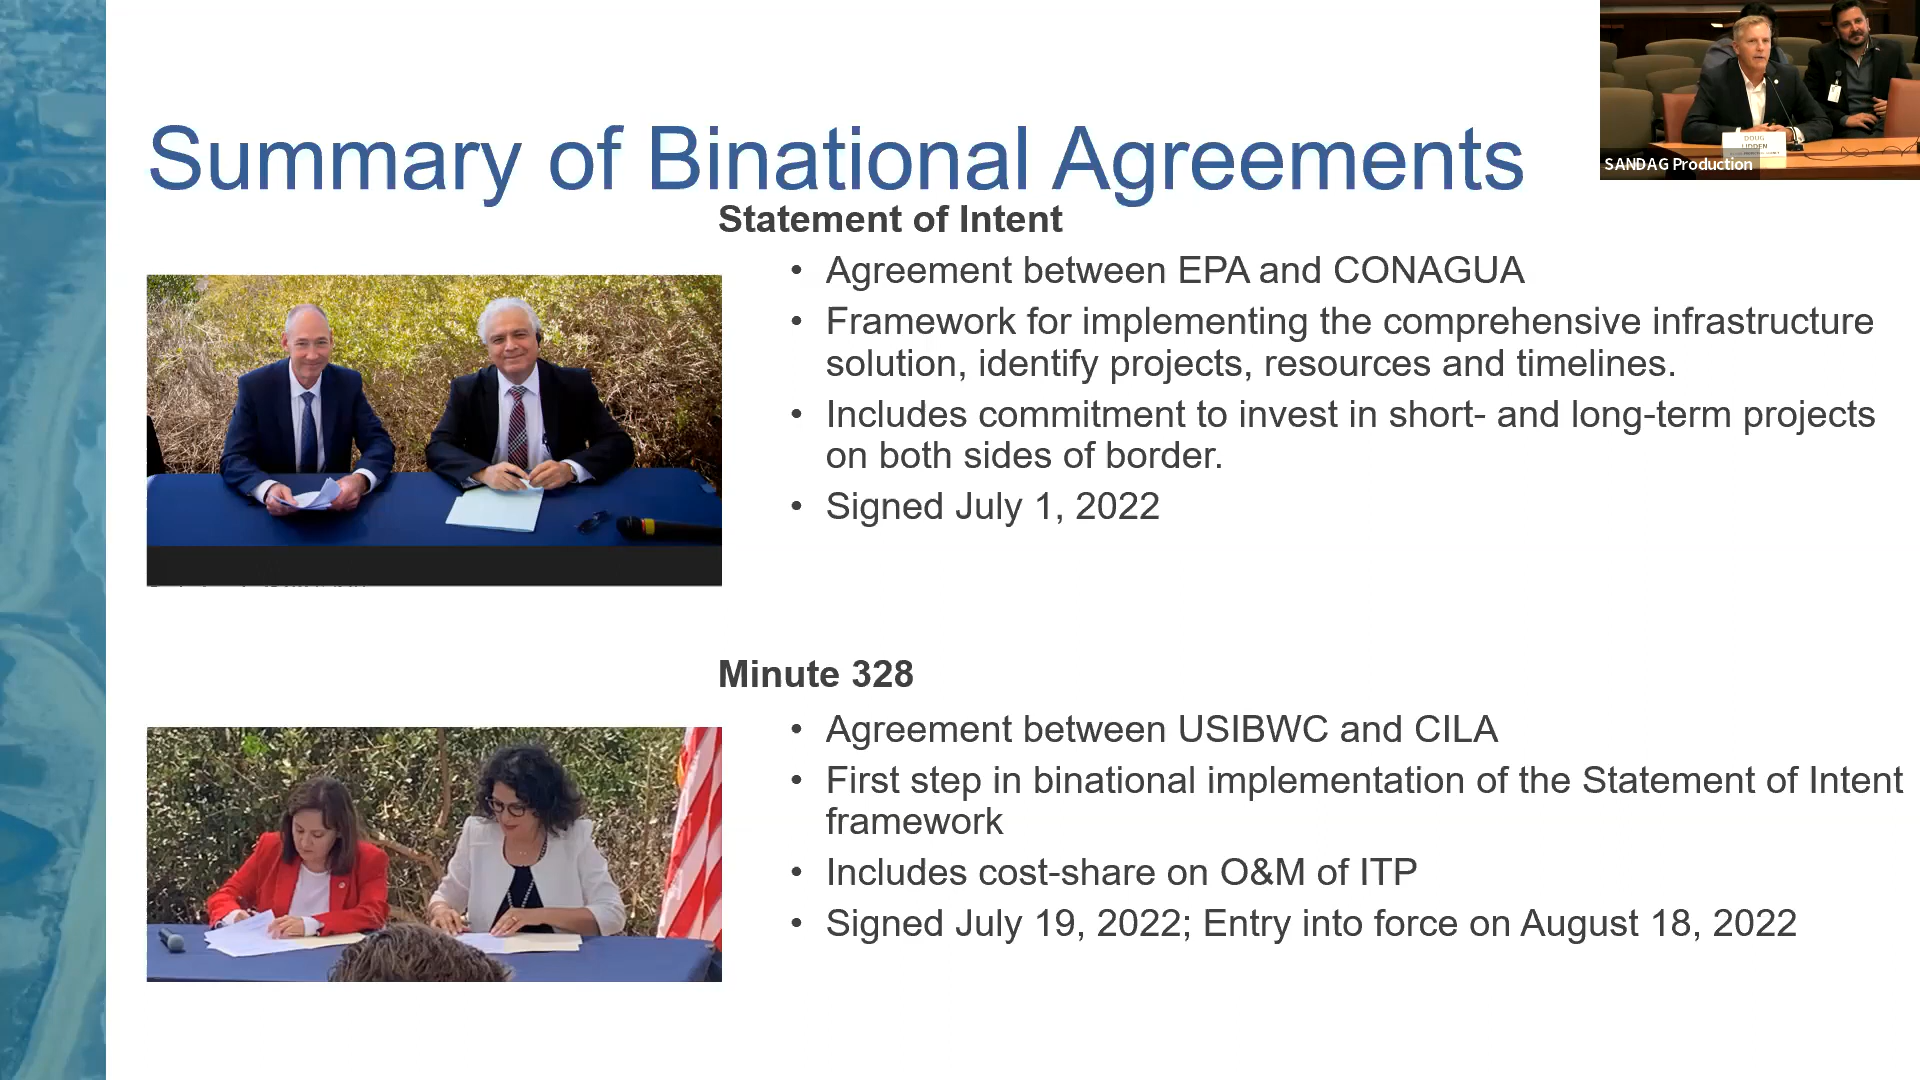 Summary of Binational Agreements
Statement of Intent
• Agreement between EPA and CONAGUA
• Framework for implementing the comprehensive infrastructure
solution, identify projects, resources and timelines.
• Includes commitment to invest in short- and long-term projects
on both sides of border.
• Signed July 1, 2022
Minute 328
• Agreement between USIBWC and CILA
• First step in binational implementation of the Statement of Intent
framework
• Includes cost-share on O&M of ITP
• Signed July 19, 2022; Entry into force on August 18, 2022
DOUG
LIDDEN
SANDAG Production